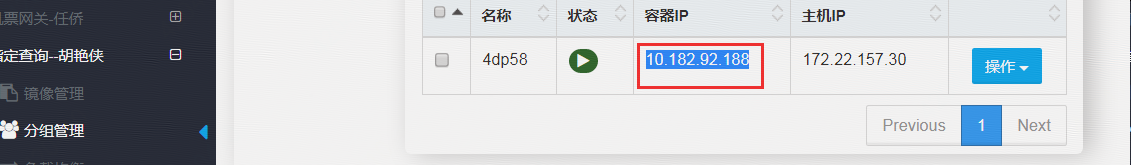 票网关-任侨
指定查询--胡艳侠
镜像管理
分组管理
名称 状态 容器IP 主机IP
4dp58 10.182.92.188 172.22.157.30 操作
Previous 1 Next